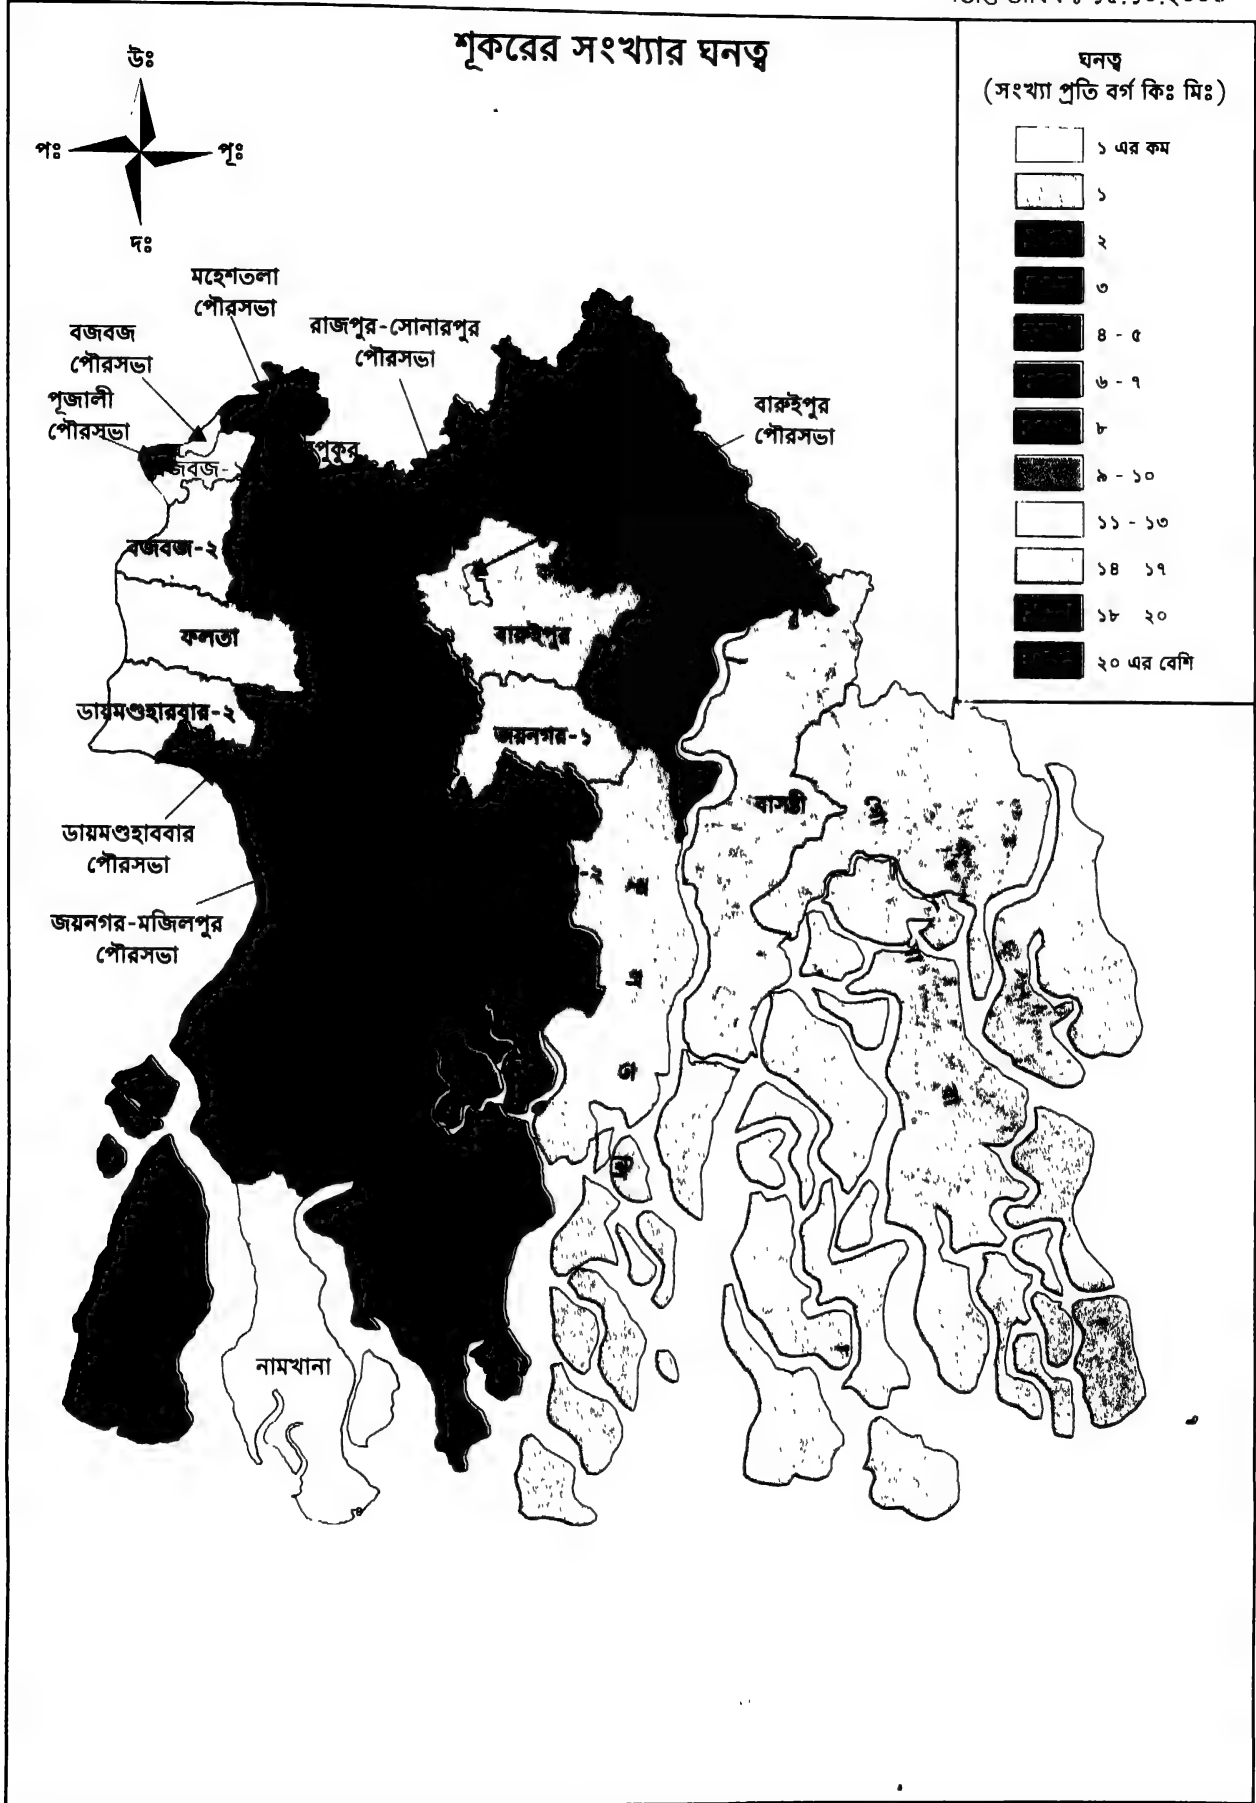 শূকরের সংখ্যার ঘনত্ব
উঃ
পঃ
পূঃ
দঃ
ঘনত্ব
(সংখ্যা প্রতি বর্গ কিঃ মিঃ)
১ এর কম
১
২
৩
৪ - ৫
৬ - ৭
৮
৯ - ১০
১১ - ১৩
১৪ ১৭
১৮ ২০
২০ এর বেশি
মহেশতলা
পৌরসভা
বজবজ
পৌরসভা
রাজপুর-সোনারপুর
পৌরসভা
পূজালী
পৌরসভা
বারুইপুর
পৌরসভা
পুকুর
বজবজ-২
ফলতা
বারুইপুর
ডায়মণ্ডহারবার-২
জয়নগর-১
বাসন্তী
ডায়মণ্ডহাববার
পৌরসভা
-২
জয়নগর-মজিলপুর
পৌরসভা
নামখানা